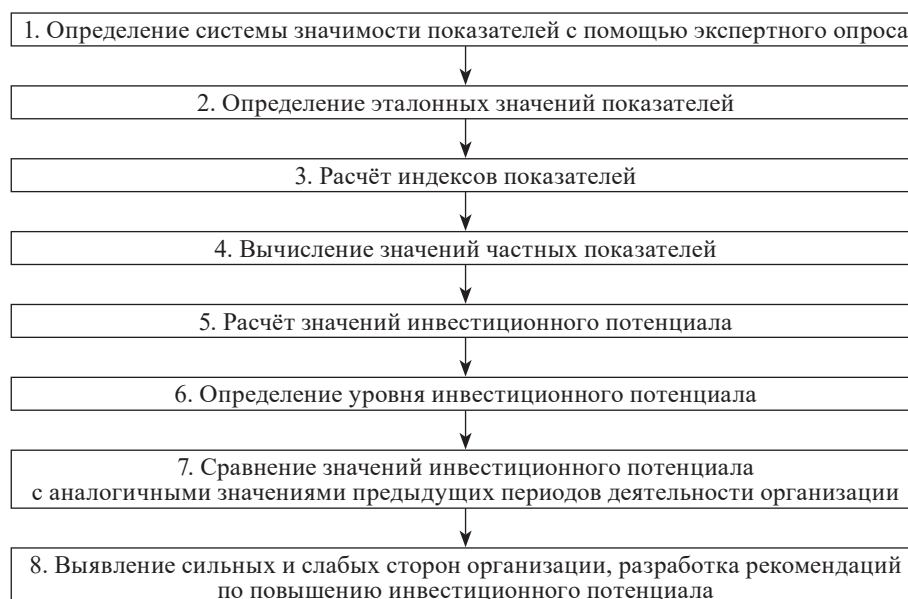 1. Определение системы значимости показателей с помощью экспертного опроса
2. Определение эталонных значений показателей
3. Расчёт индексов показателей
4. Вычисление значений частных показателей
5. Расчёт значений инвестиционного потенциала
6. Определение уровня инвестиционного потенциала
7. Сравнение значений инвестиционного потенциала
с аналогичными значениями предыдущих периодов деятельности организации
8. Выявление сильных и слабых сторон организации, разработка рекомендаций
по повышению инвестиционного потенциала